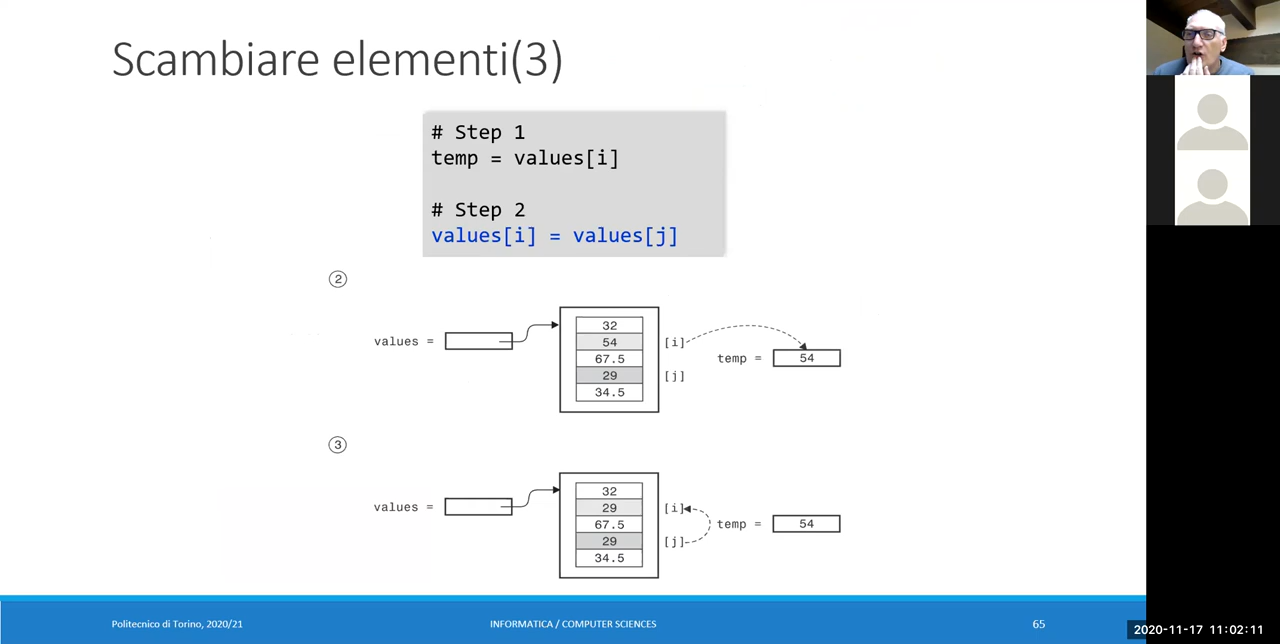 Scambiare elementi(3)
# Step 1
temp = values[i]
# Step 2
values[i] = values[j]
②
values =
32
54
67.5
29
34.5
[i]
[j]
temp =
54
③
values =
32
29
67.5
29
34.5
[i]
[j]
temp =
54
Politecnico di Torino, 2020/21
INFORMATICA / COMPUTER SCIENCES
65
2020-11-17 11:02:11